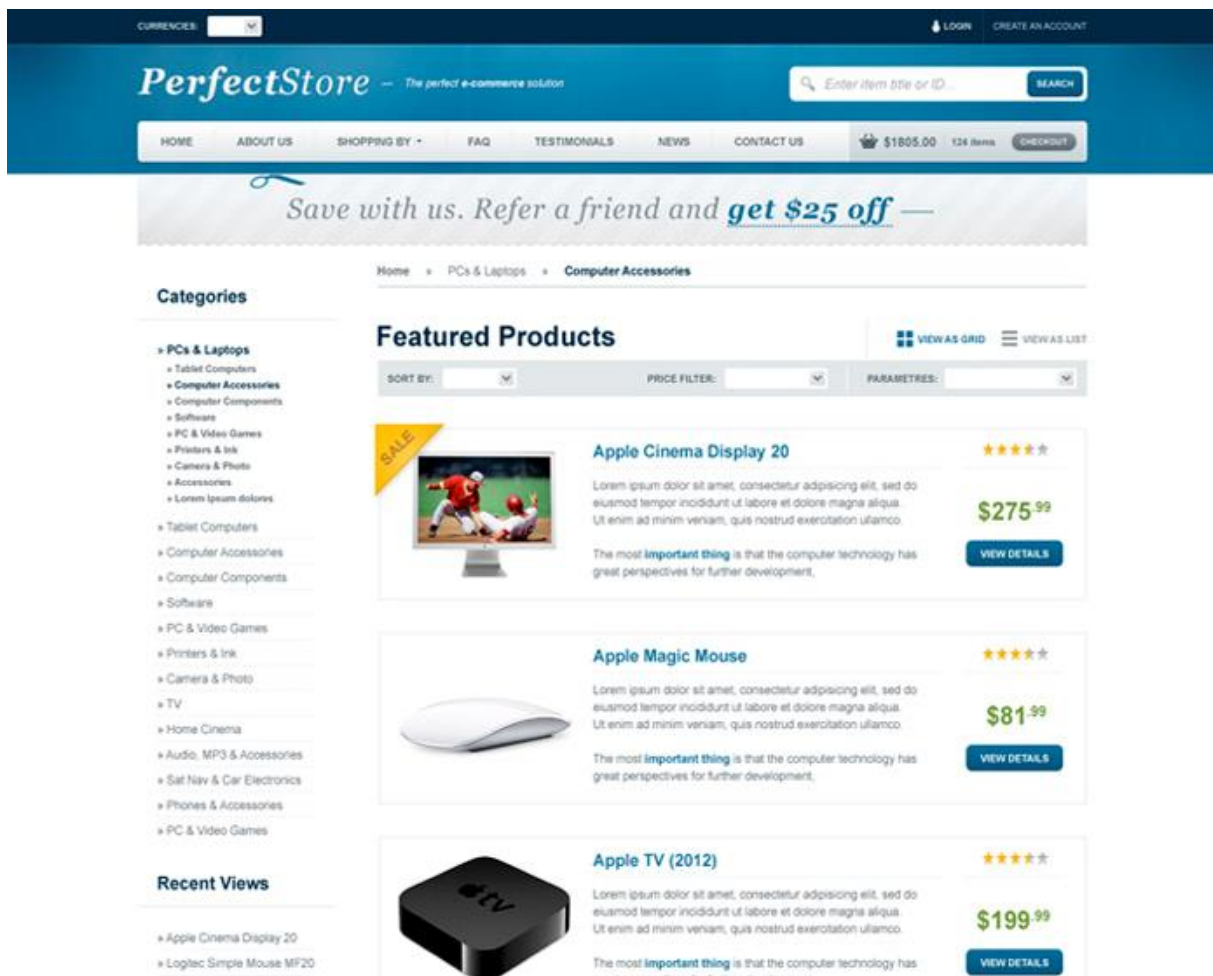 CURRENCIES:
LOGIN CREATE AN ACCOUNT
PerfectStore — The perfect e-commerce solution
Enter item title or ID... SEARCH
HOME ABOUT US SHOPPING BY FAQ TESTIMONIALS NEWS CONTACT US $1805.00 124 items CHECKOUT
Save with us. Refer a friend and get $25 off —
Home » PCs & Laptops » Computer Accessories
Categories
» PCs & Laptops
» Tablet Computers
» Computer Accessories
» Computer Components
» Software
» PC & Video Games
» Printers & Ink
» Camera & Photo
» Accessories
» Lorem Ipsum dolores
» Tablet Computers
» Computer Accessories
» Computer Components
» Software
» PC & Video Games
» Printers & Ink
» Camera & Photo
» TV
» Home Cinema
» Audio, MP3 & Accessories
» Sat Nav & Car Electronics
» Phones & Accessories
» PC & Video Games
Recent Views
» Apple Cinema Display 20
» Logitec Simple Mouse MF20
Featured Products
VIEW AS GRID VIEW AS LIST
SORT BY: PRICE FILTER: PARAMETRES:
SALE
Apple Cinema Display 20
Lorem ipsum dolor sit amet, consectetur adipisicing elit, sed do
eiusmod tempor incididunt ut labore et dolore magna aliqua.
Ut enim ad minim veniam, quis nostrud exercitation ullamco.
The most important thing is that the computer technology has
great perspectives for further development,
$275.99
VIEW DETAILS
Apple Magic Mouse
Lorem ipsum dolor sit amet, consectetur adipisicing elit, sed do
eiusmod tempor incididunt ut labore et dolore magna aliqua.
Ut enim ad minim veniam, quis nostrud exercitation ullamco.
The most important thing is that the computer technology has
great perspectives for further development,
$81.99
VIEW DETAILS
tv
Apple TV (2012)
Lorem ipsum dolor sit amet, consectetur adipisicing elit, sed do
eiusmod tempor incididunt ut labore et dolore magna aliqua.
Ut enim ad minim veniam, quis nostrud exercitation ullamco.
The most important thing is that the computer technology has
$199.99
VIEW DETAILS